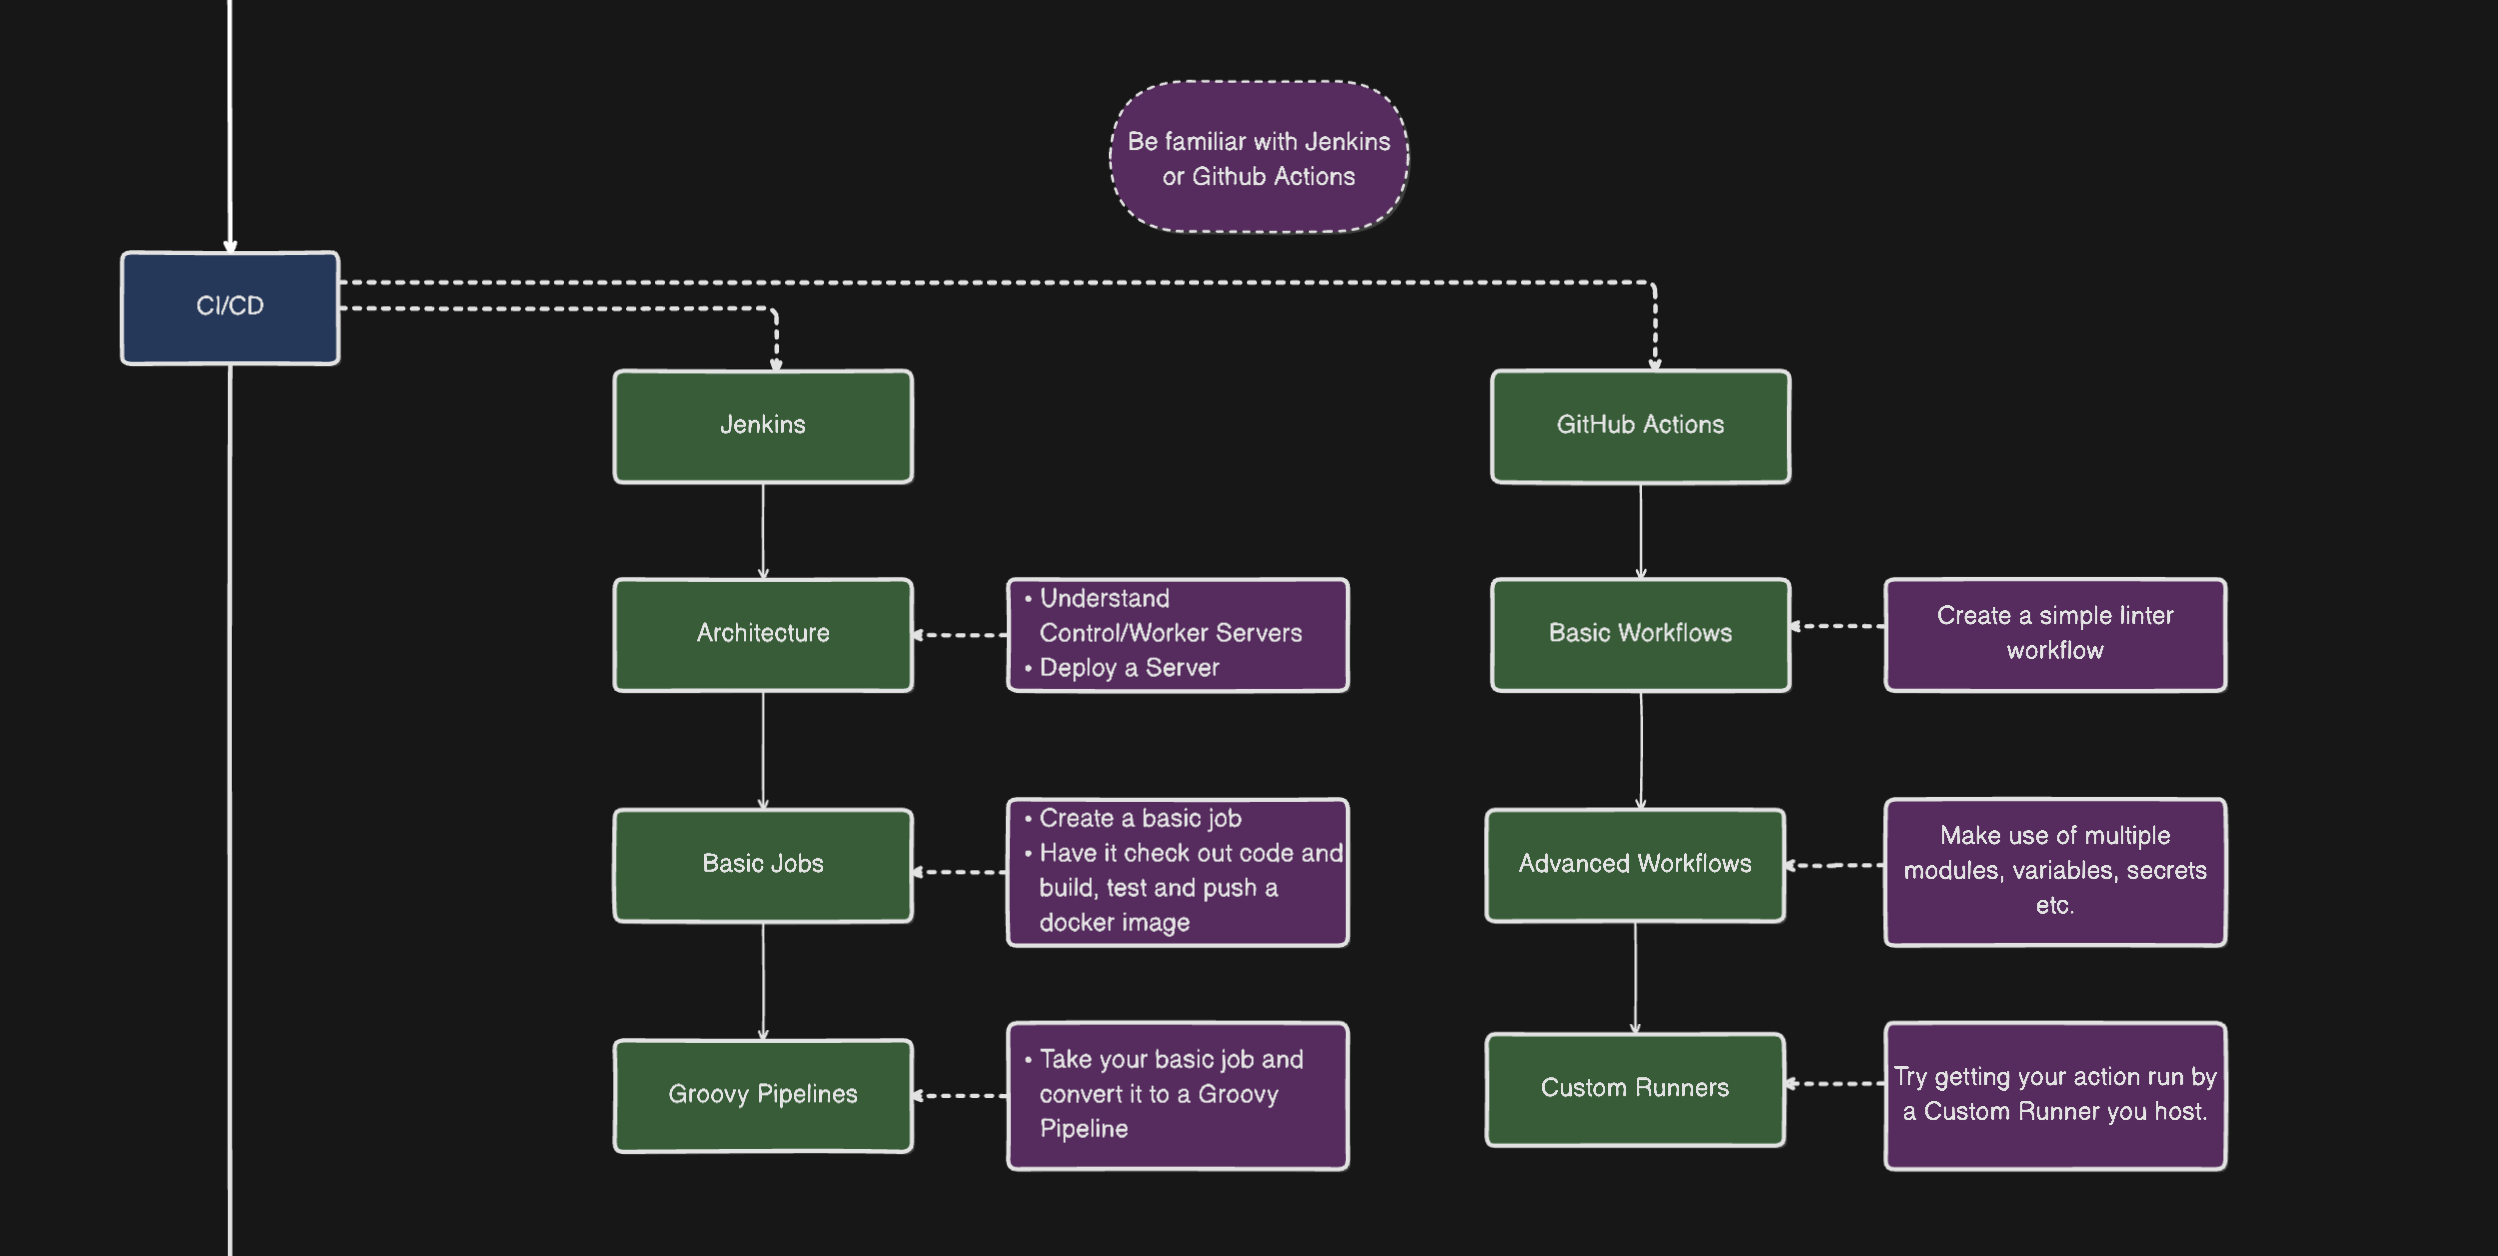 Be familiar with Jenkins
or Github Actions
CI/CD
Jenkins
GitHub Actions
Architecture
• Understand
Control/Worker Servers
• Deploy a Server
Basic Workflows
Create a simple linter
workflow
Basic Jobs
• Create a basic job
• Have it check out code and
build, test and push a
docker image
Advanced Workflows
Make use of multiple
modules, variables, secrets
etc.
Groovy Pipelines
• Take your basic job and
convert it to a Groovy
Pipeline
Custom Runners
Try getting your action run by
a Custom Runner you host.